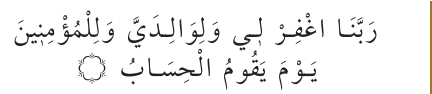 رَبَّنَا اغْفِرْ لِي وَلِوَالِدَيَّ وَلِلْمُؤْمِنِينَ
يَوْمَ يَقُومُ الْحِسَابُ ۝